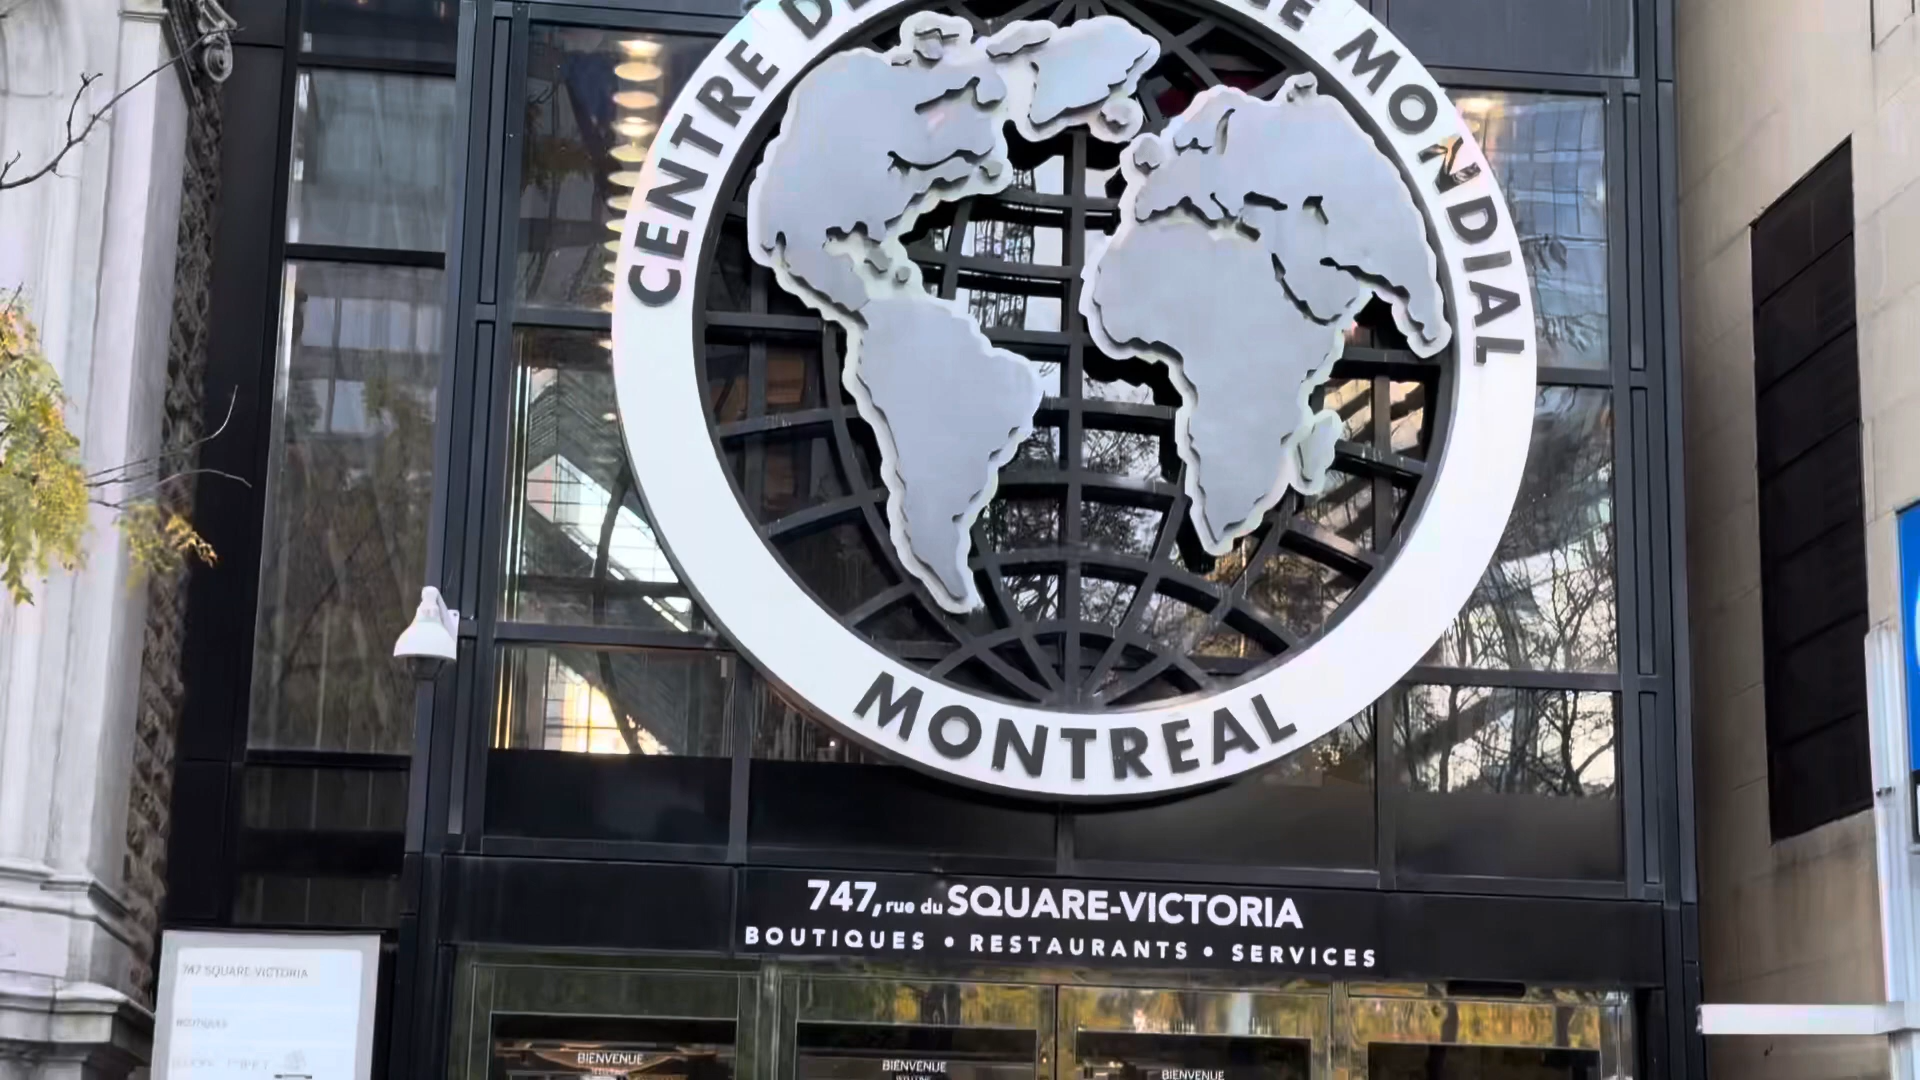 CENTRE DE MONDIAL
MONTREAL
747, rue du SQUARE-VICTORIA
BOUTIQUES • RESTAURANTS • SERVICES
747 SQUARE-VICTORIA
BOUTIQUES
BIENVENUE
BIENVENUE
BIENVENUE